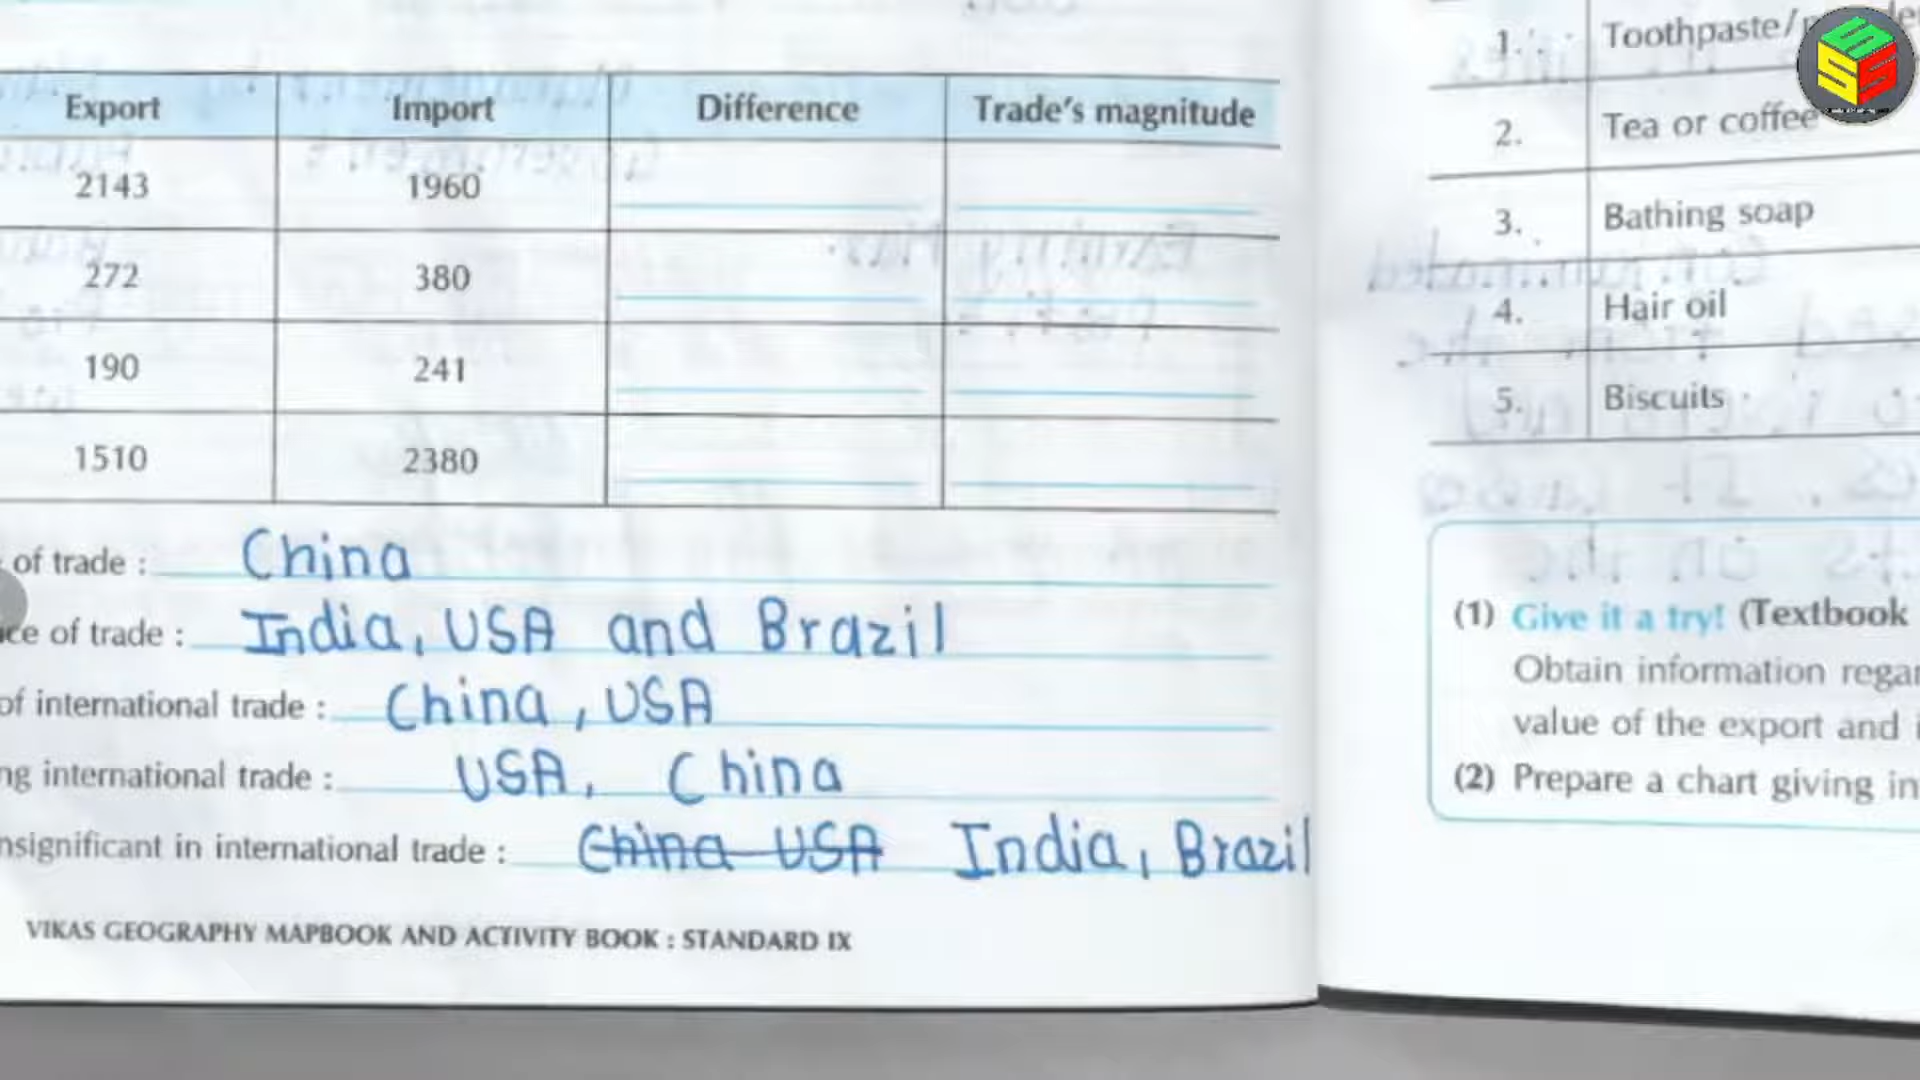 Export Import Difference Trade's magnitude
2143 1960
272 380
190 241
1510 2380
of trade : China
ce of trade : India, USA and Brazil
of international trade : China, USA
ng international trade : USA, China
nsignificant in international trade : China USA India, Brazil
VIKAS GEOGRAPHY MAPBOOK AND ACTIVITY BOOK : STANDARD IX
1. Toothpaste/
2. Tea or coffee
3. Bathing soap
4. Hair oil
5. Biscuits
(1) Give it a try! (Textbook
Obtain information regar
value of the export and i
(2) Prepare a chart giving in
SSS